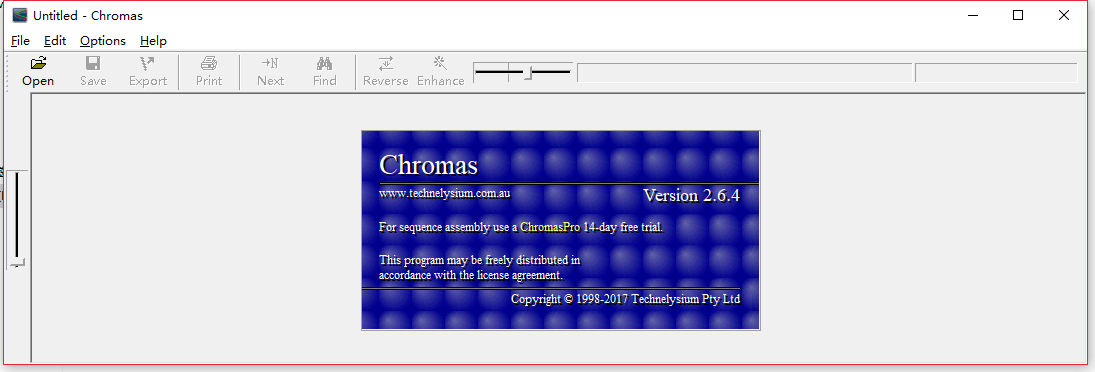 Untitled - Chromas
File Edit Options Help
Open Save Export Print Next Find Reverse Enhance
Chromas
www.technelysium.com.au Version 2.6.4
For sequence assembly use a ChromasPro 14-day free trial.
This program may be freely distributed in
accordance with the license agreement.
Copyright © 1998-2017 Technelysium Pty Ltd